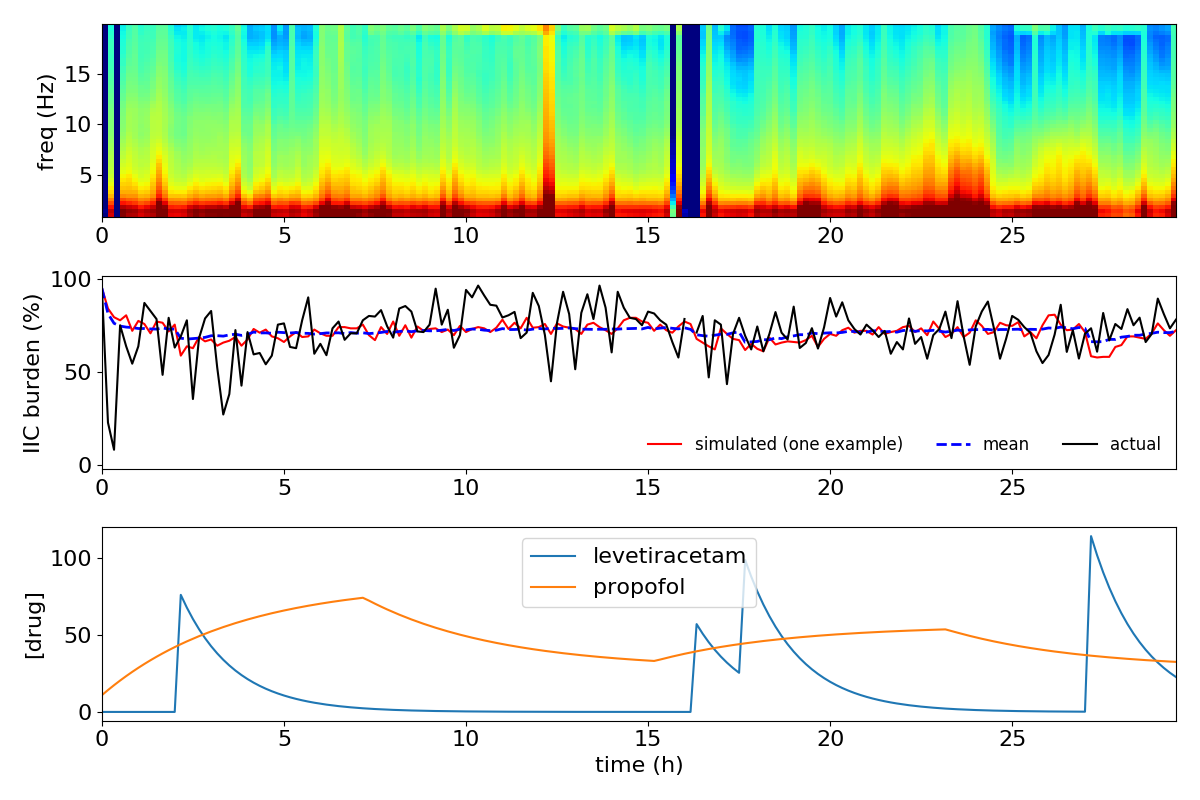 freq (Hz)
15
10
5
0 5 10 15 20 25
IIC burden (%)
100
50
0
simulated (one example) mean actual
0 5 10 15 20 25
[drug]
100
50
0
levetiracetam
propofol
0 5 10 15 20 25
time (h)